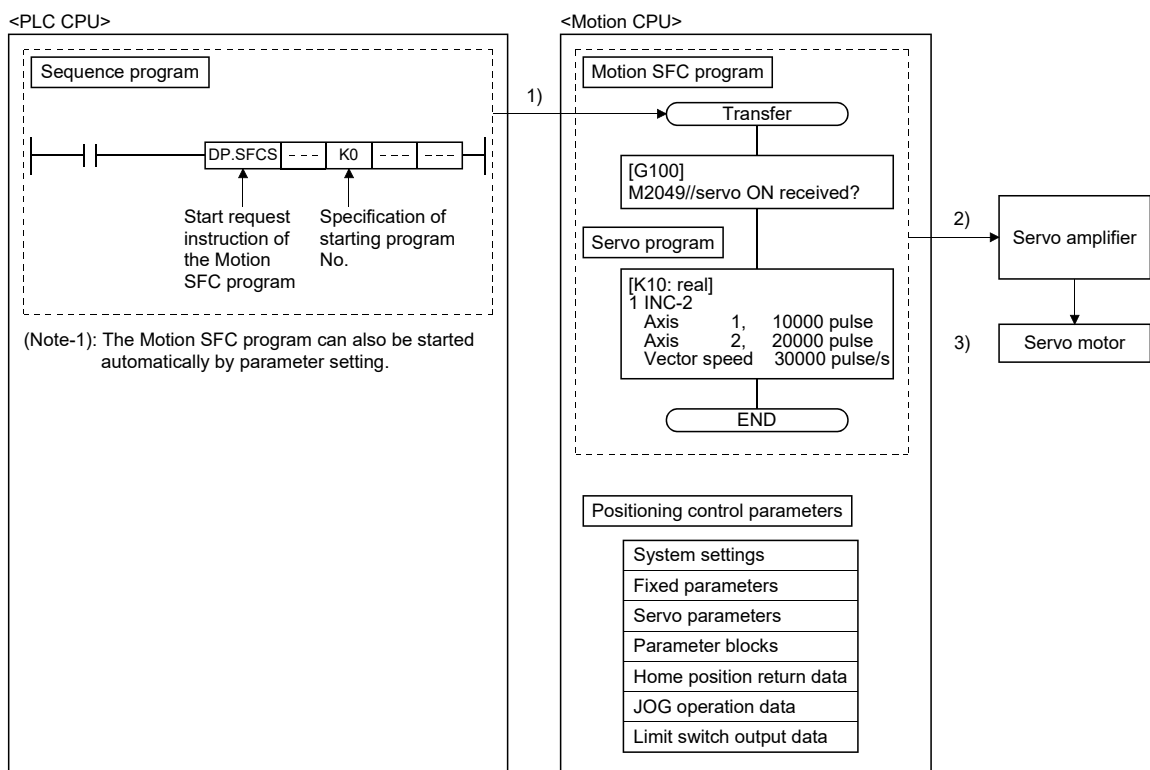 <PLC CPU>
Sequence program
DP.SFCS --- K0 --- ---
Start request
instruction of
the Motion
SFC program
Specification of
starting program
No.
(Note-1): The Motion SFC program can also be started
automatically by parameter setting.
1)
<Motion CPU>
Motion SFC program
Transfer
[G100]
M2049//servo ON received?
Servo program
[K10: real]
1 INC-2
Axis 1, 10000 pulse
Axis 2, 20000 pulse
Vector speed 30000 pulse/s
END
Positioning control parameters
System settings
Fixed parameters
Servo parameters
Parameter blocks
Home position return data
JOG operation data
Limit switch output data
2)
Servo amplifier
3)
Servo motor